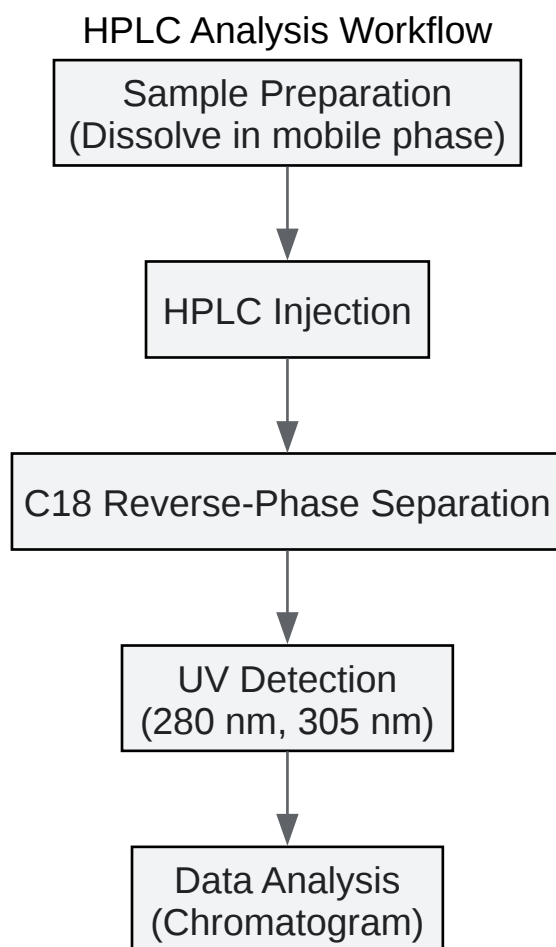 HPLC Analysis Workflow
Sample Preparation
(Dissolve in mobile phase)
HPLC Injection
C18 Reverse-Phase Separation
UV Detection
(280 nm, 305 nm)
Data Analysis
(Chromatogram)